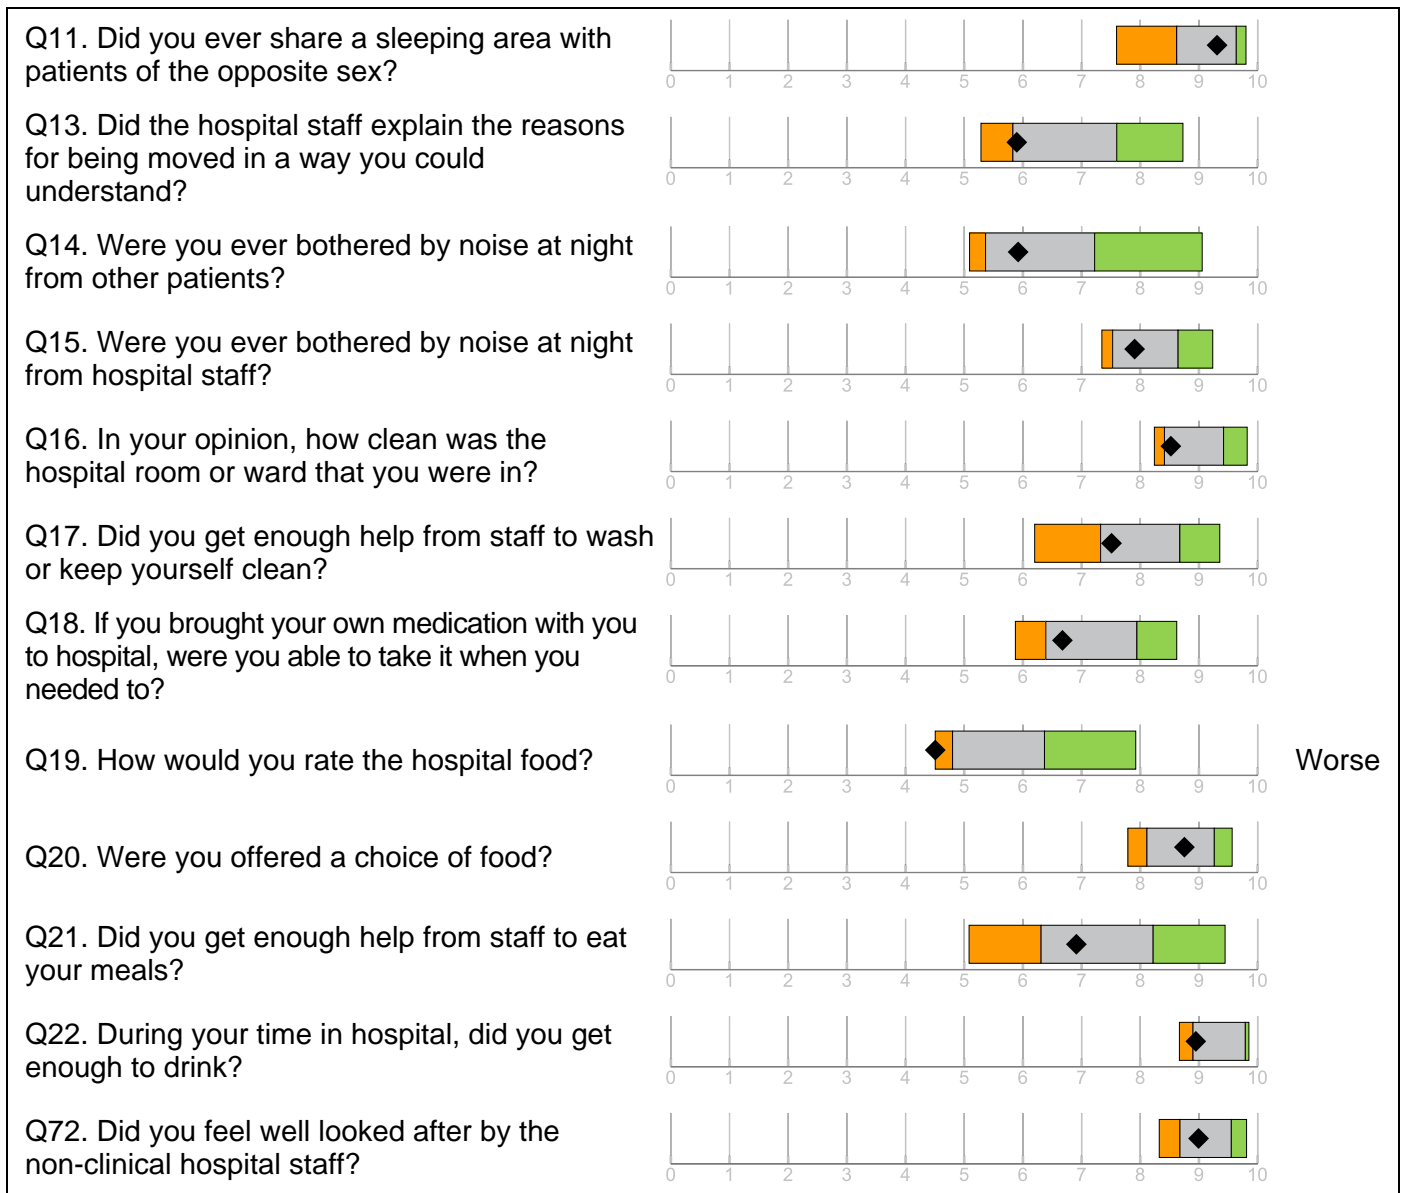 Q11. Did you ever share a sleeping area with
patients of the opposite sex?
0 1 2 3 4 5 6 7 8 9 10
Q13. Did the hospital staff explain the reasons
for being moved in a way you could
understand?
0 1 2 3 4 5 6 7 8 9 10
Q14. Were you ever bothered by noise at night
from other patients?
0 1 2 3 4 5 6 7 8 9 10
Q15. Were you ever bothered by noise at night
from hospital staff?
0 1 2 3 4 5 6 7 8 9 10
Q16. In your opinion, how clean was the
hospital room or ward that you were in?
0 1 2 3 4 5 6 7 8 9 10
Q17. Did you get enough help from staff to wash
or keep yourself clean?
0 1 2 3 4 5 6 7 8 9 10
Q18. If you brought your own medication with you
to hospital, were you able to take it when you
needed to?
0 1 2 3 4 5 6 7 8 9 10
Q19. How would you rate the hospital food?
Worse
0 1 2 3 4 5 6 7 8 9 10
Q20. Were you offered a choice of food?
0 1 2 3 4 5 6 7 8 9 10
Q21. Did you get enough help from staff to eat
your meals?
0 1 2 3 4 5 6 7 8 9 10
Q22. During your time in hospital, did you get
enough to drink?
0 1 2 3 4 5 6 7 8 9 10
Q72. Did you feel well looked after by the
non-clinical hospital staff?
0 1 2 3 4 5 6 7 8 9 10